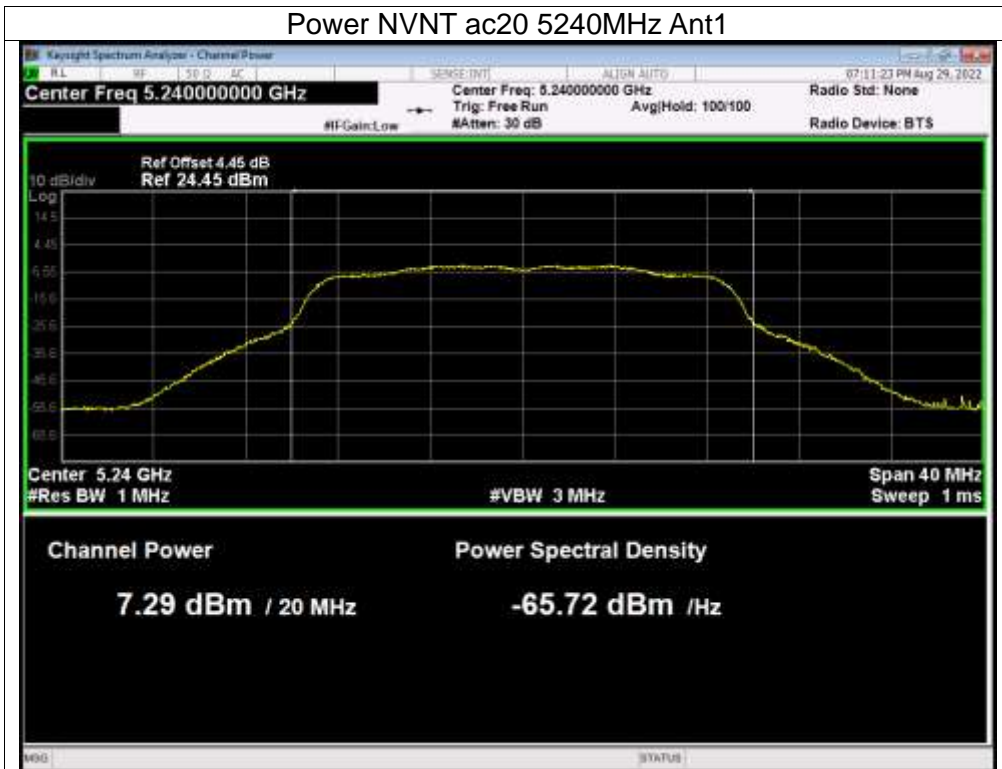 Power NVNT ac20 5240MHz Ant1
Keysight Spectrum Analyzer - Channel Power
RL RF 50 Ω AC SENSE:INT ALIGN AUTO 07:11:23 PM Aug 29, 2022
Center Freq 5.240000000 GHz Center Freq: 5.240000000 GHz Radio Std: None
Trig: Free Run Avg|Hold: 100/100
#IFGain:Low #Atten: 30 dB Radio Device: BTS
Ref Offset 4.45 dB
10 dB/div Ref 24.45 dBm
Log
14.5
4.45
-5.55
-15.6
-25.6
-35.6
-45.6
-55.6
-65.6
Center 5.24 GHz Span 40 MHz
#Res BW 1 MHz #VBW 3 MHz Sweep 1 ms
Channel Power Power Spectral Density
7.29 dBm / 20 MHz -65.72 dBm /Hz
MSG STATUS